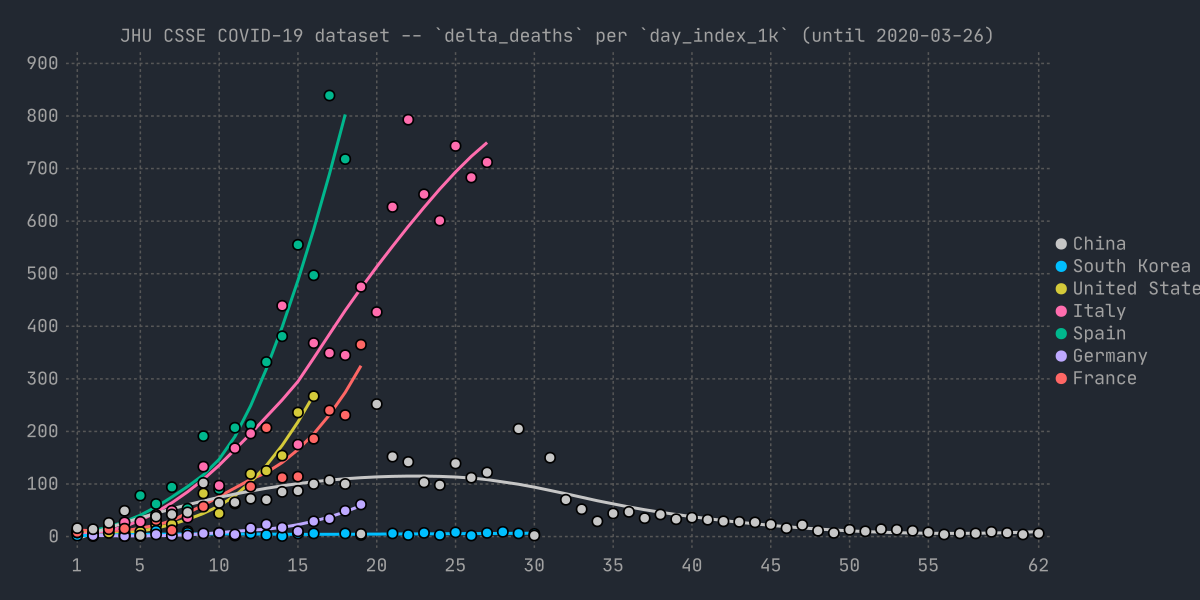 JHU CSSE COVID-19 dataset -- `delta_deaths` per `day_index_1k` (until 2020-03-26)
900
800
700
600
500
400
300
200
100
0
1 5 10 15 20 25 30 35 40 45 50 55 62
China
South Korea
United State
Italy
Spain
Germany
France